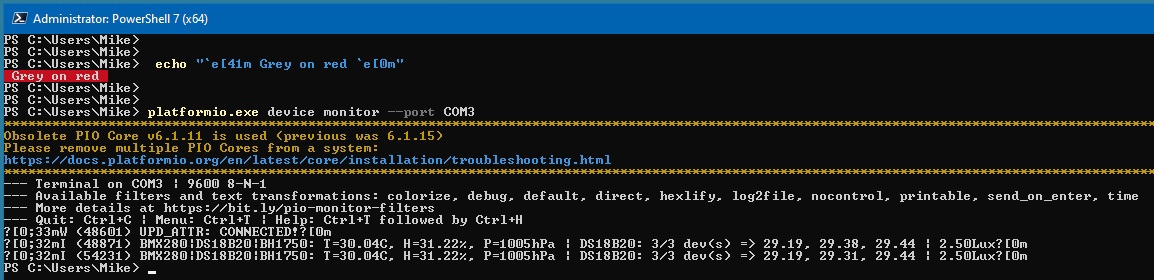 Administrator: PowerShell 7 (x64)
PS C:\Users\Mike>
PS C:\Users\Mike>
PS C:\Users\Mike>  echo "`e[41m Grey on red `e[0m"
 Grey on red
PS C:\Users\Mike>
PS C:\Users\Mike>
PS C:\Users\Mike> platformio.exe device monitor --port COM3
********************************************************************************************************************************************
Obsolete PIO Core v6.1.11 is used (previous was 6.1.15)
Please remove multiple PIO Cores from a system:
https://docs.platformio.org/en/latest/core/installation/troubleshooting.html
********************************************************************************************************************************************
--- Terminal on COM3 | 9600 8-N-1
--- Available filters and text transformations: colorize, debug, default, direct, hexlify, log2file, nocontrol, printable, send_on_enter, time
--- More details at https://bit.ly/pio-monitor-filters
--- Quit: Ctrl+C | Menu: Ctrl+T | Help: Ctrl+T followed by Ctrl+H
?[0;33mW (48601) UPD_ATTR: CONNECTED!?[0m
?[0;32mI (48871) BMX280|DS18B20|BH1750: T=30.04C, H=31.22%, P=1005hPa | DS18B20: 3/3 dev(s) => 29.19, 29.38, 29.44 | 2.50Lux?[0m
?[0;32mI (54231) BMX280|DS18B20|BH1750: T=30.04C, H=31.22%, P=1005hPa | DS18B20: 3/3 dev(s) => 29.19, 29.31, 29.44 | 2.50Lux?[0m
PS C:\Users\Mike> _